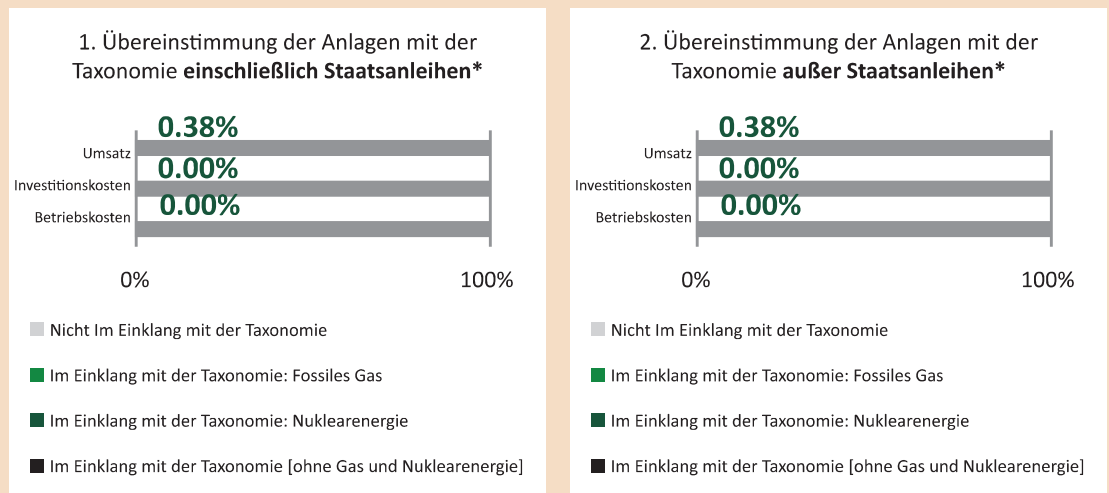 1. Übereinstimmung der Anlagen mit der
Taxonomie einschließlich Staatsanleihen*
0.38%
Umsatz
0.00%
Investitionskosten
0.00%
Betriebskosten
0%
100%
Nicht Im Einklang mit der Taxonomie
Im Einklang mit der Taxonomie: Fossiles Gas
Im Einklang mit der Taxonomie: Nuklearenergie
Im Einklang mit der Taxonomie [ohne Gas und Nuklearenergie]
2. Übereinstimmung der Anlagen mit der
Taxonomie außer Staatsanleihen*
0.38%
Umsatz
0.00%
Investitionskosten
0.00%
Betriebskosten
0%
100%
Nicht Im Einklang mit der Taxonomie
Im Einklang mit der Taxonomie: Fossiles Gas
Im Einklang mit der Taxonomie: Nuklearenergie
Im Einklang mit der Taxonomie [ohne Gas und Nuklearenergie]